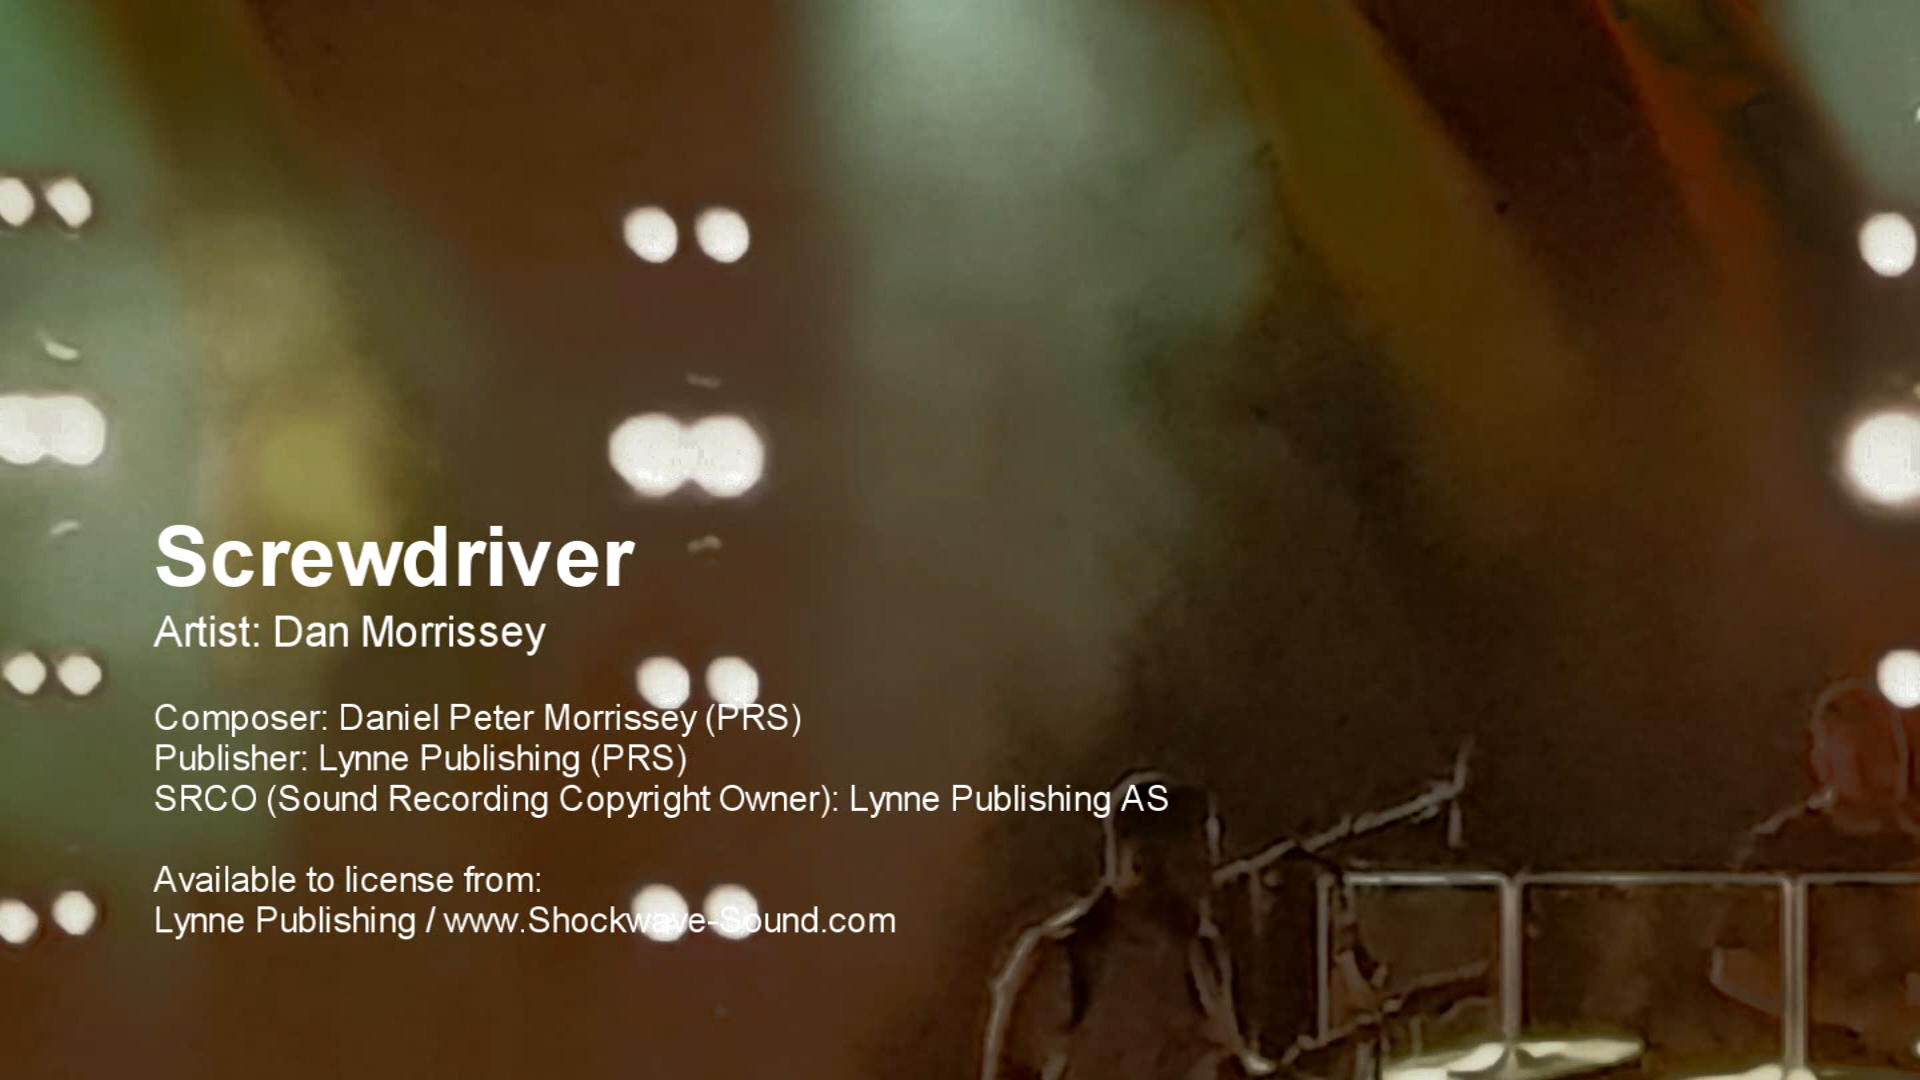 Screwdriver
Artist: Dan Morrissey
Composer: Daniel Peter Morrissey (PRS)
Publisher: Lynne Publishing (PRS)
SRCO (Sound Recording Copyright Owner): Lynne Publishing AS
Available to license from:
Lynne Publishing / www.Shockwave-Sound.com